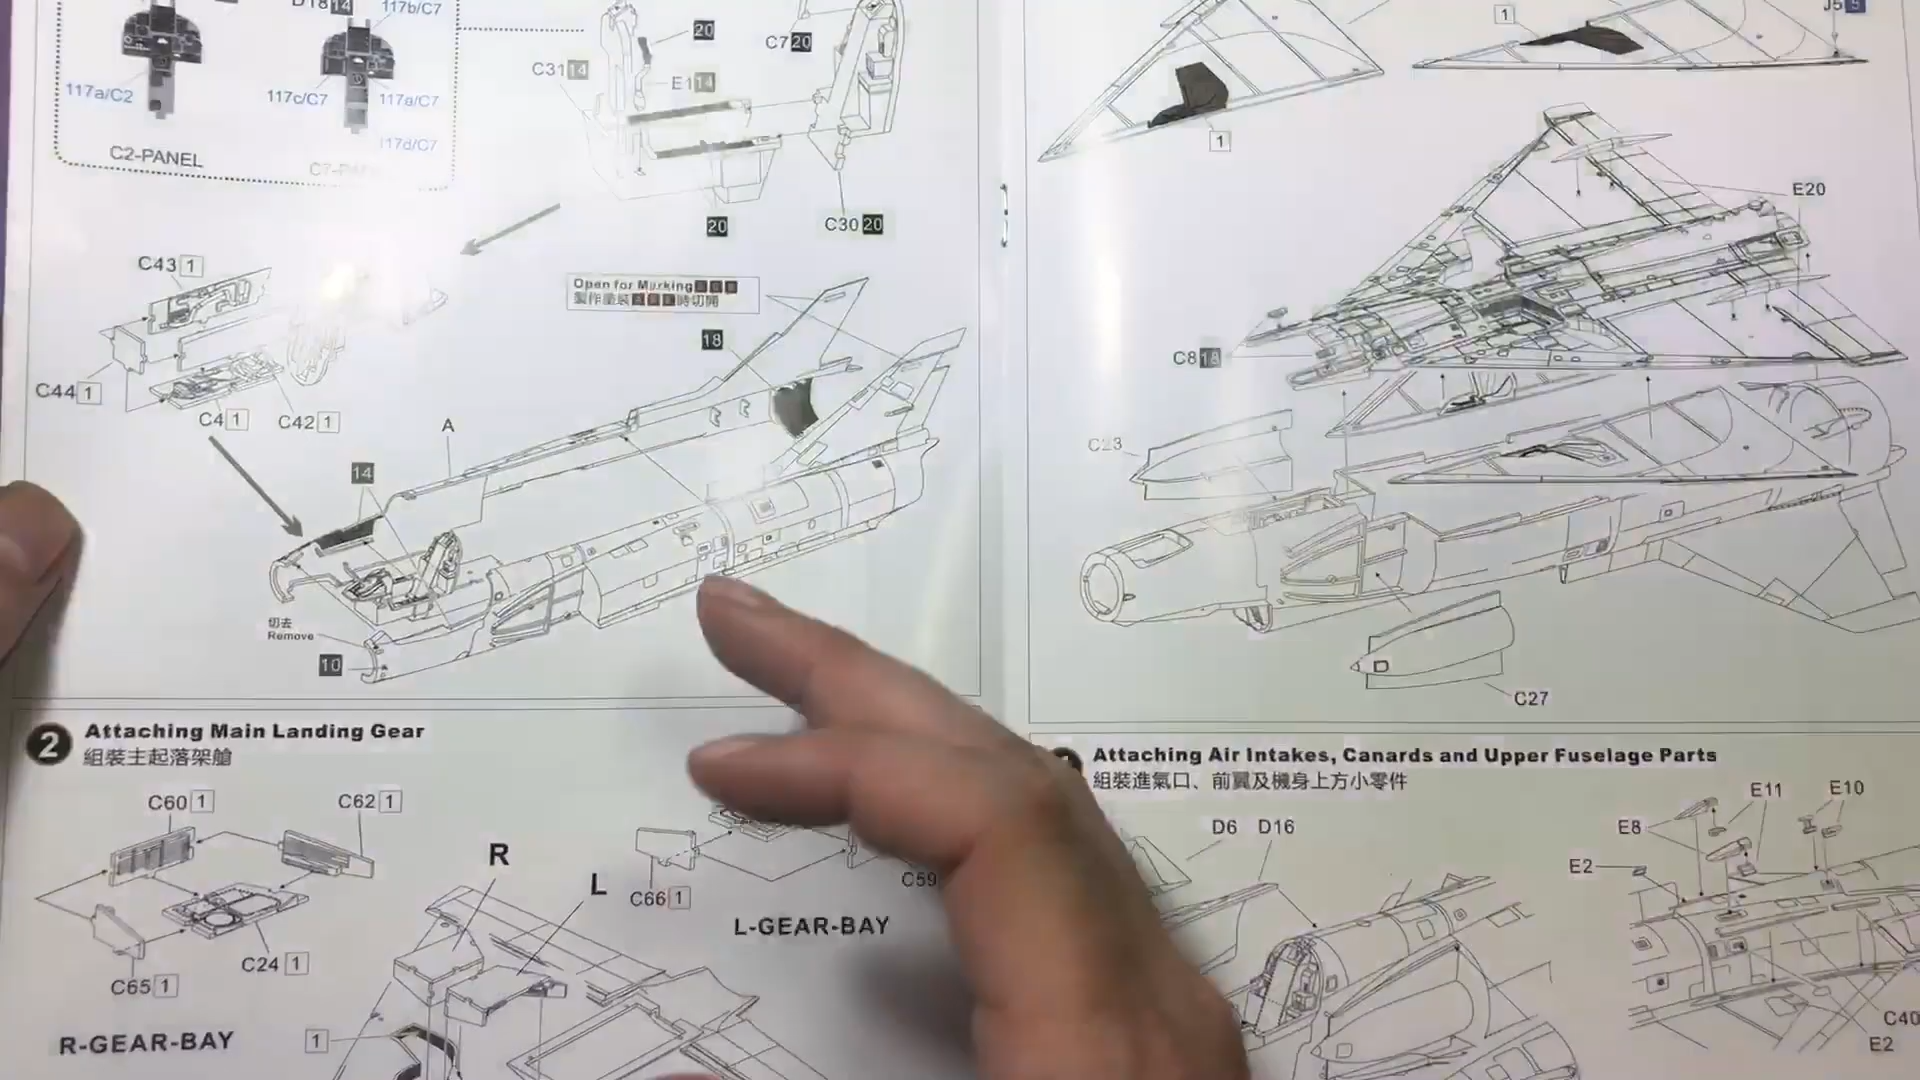 D18 14
117b/C7
117a/C2
117c/C7
117a/C7
117d/C7
C2-PANEL
20
C31 14
E1 14
C7 20
20
C30 20
C43 1
C44 1
C4 1
C42 1
Open for Marking
製作塗裝
時切開
18
A
14
切去
Remove
10
2 Attaching Main Landing Gear
組裝主起落架艙
C60 1
C62 1
C65 1
C24 1
R-GEAR-BAY
R
L
1
C66 1
C59
L-GEAR-BAY
1
J5
1
E20
C8 18
C23
C27
Attaching Air Intakes, Canards and Upper Fuselage Parts
組裝進氣口、前翼及機身上方小零件
D6 D16
E11
E10
E8
E2
C40
E2